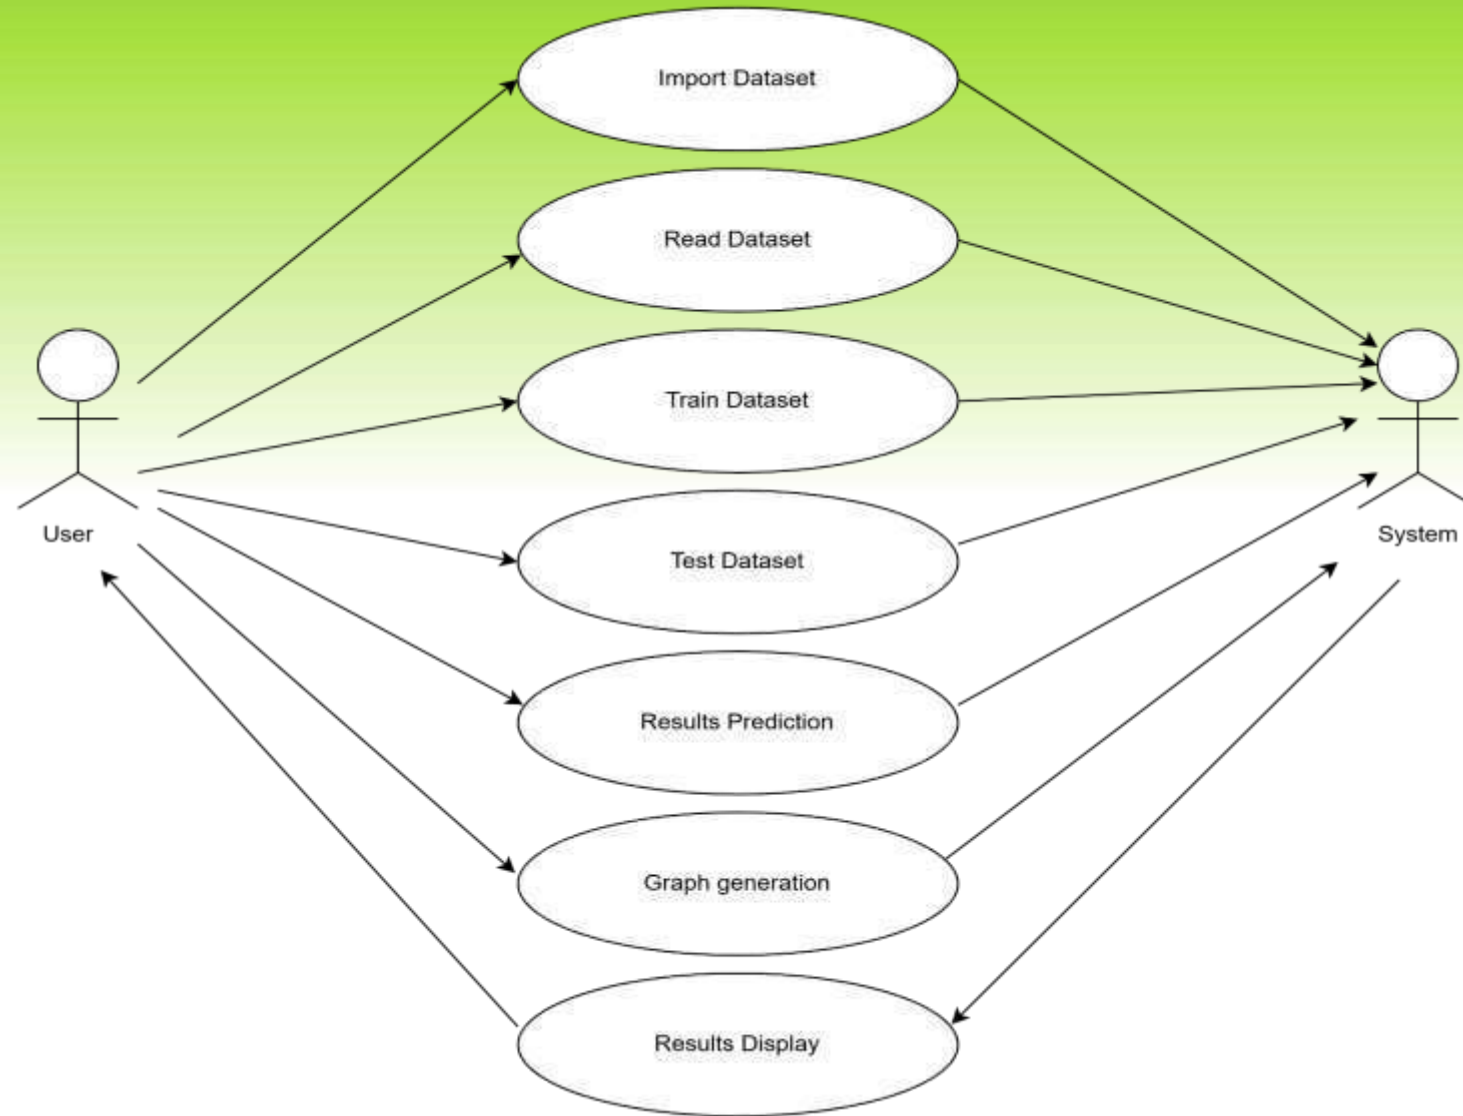 Import Dataset
Read Dataset
Train Dataset
User
System
Test Dataset
Results Prediction
Graph generation
Results Display